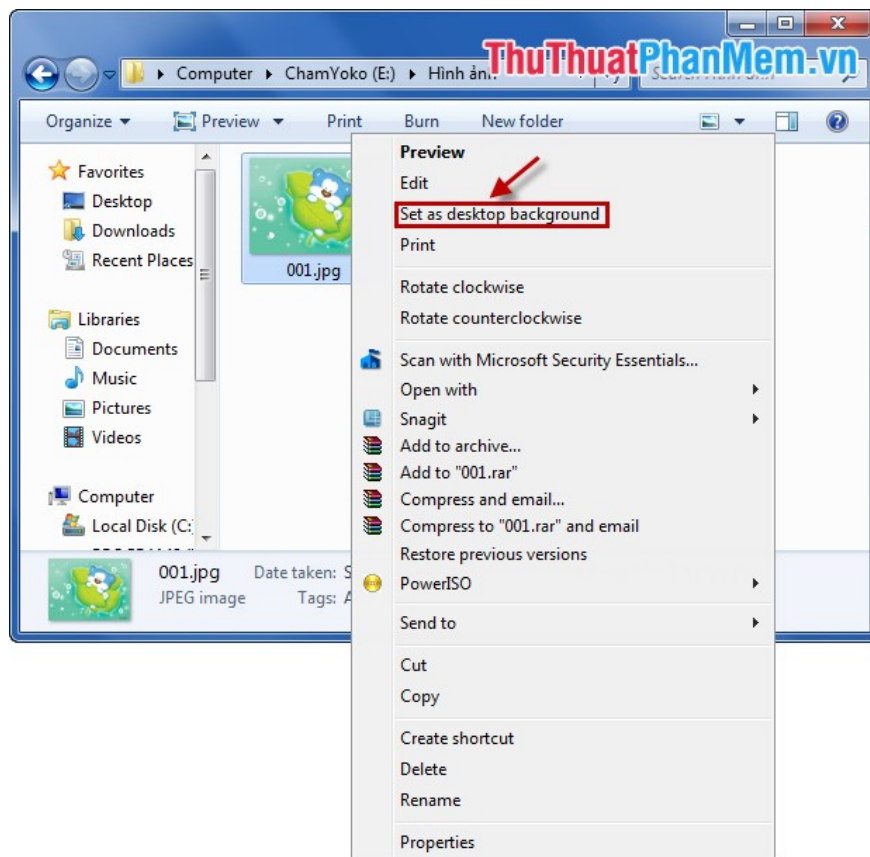 ThuThuatPhanMem.vn
Computer ChamYoko (E:) Hình ảnh
Organize Preview Print Burn New folder
Favorites
Desktop
Downloads
Recent Places
Libraries
Documents
Music
Pictures
Videos
Computer
Local Disk (C:
001.jpg
Preview
Edit
Set as desktop background
Print
Rotate clockwise
Rotate counterclockwise
Scan with Microsoft Security Essentials...
Open with
Snagit
Add to archive...
Add to "001.rar"
Compress and email...
Compress to "001.rar" and email
Restore previous versions
PowerISO
Send to
Cut
Copy
Create shortcut
Delete
Rename
Properties
001.jpg Date taken: S
JPEG image Tags: A